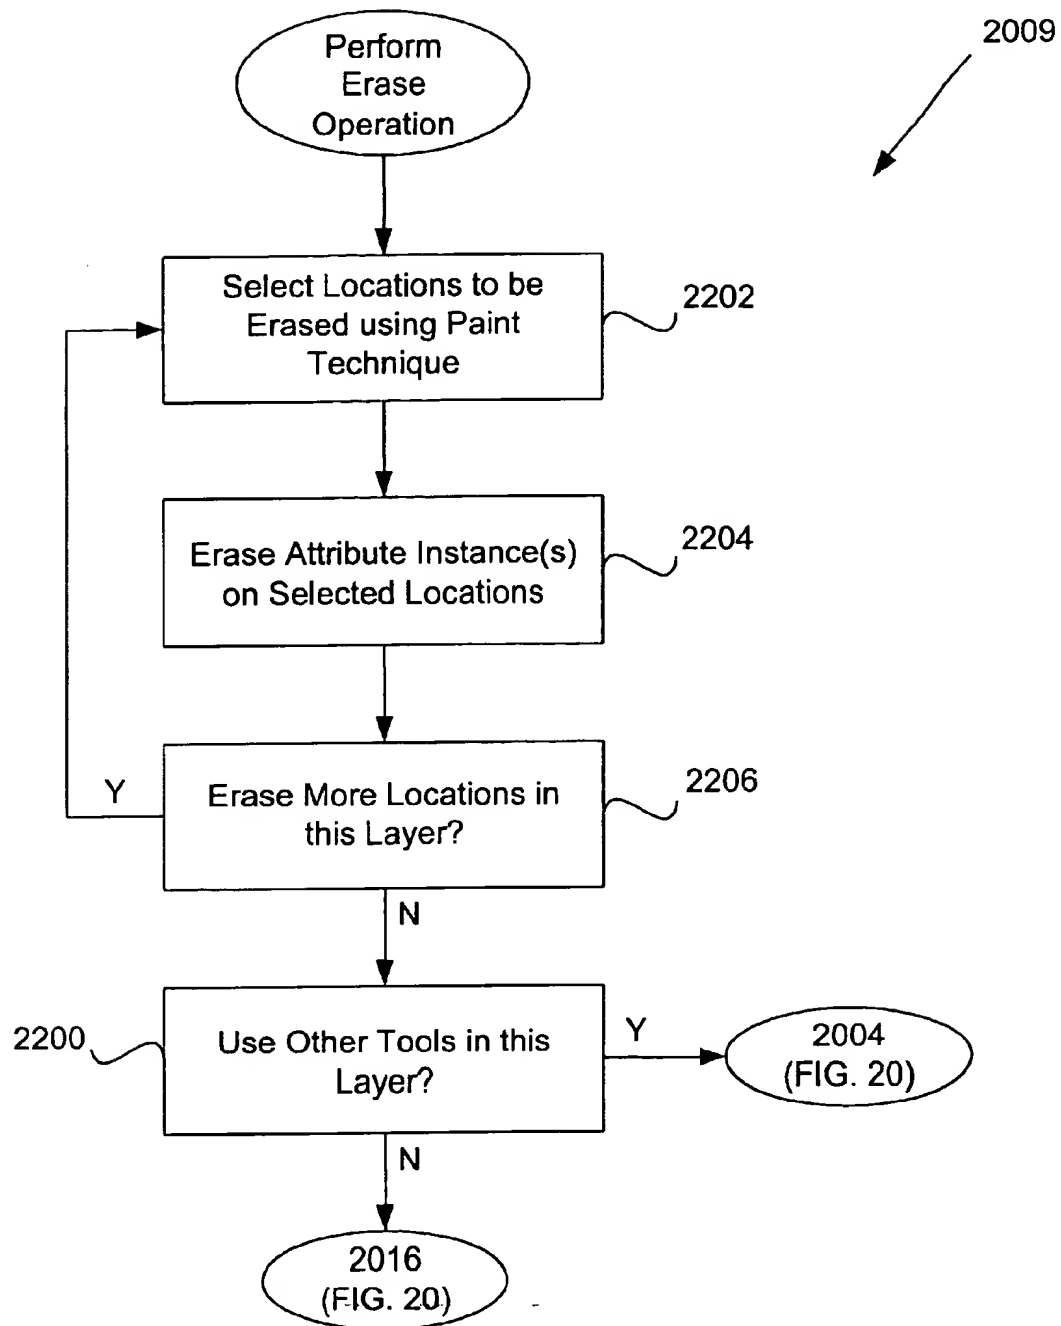 2009
Perform
Erase
Operation
Select Locations to be
Erased using Paint
Technique
2202
Erase Attribute Instance(s)
on Selected Locations
2204
Erase More Locations in
this Layer?
2206
Y
N
2200
Use Other Tools in this
Layer?
Y
2004
(FIG. 20)
N
2016
(FIG. 20)